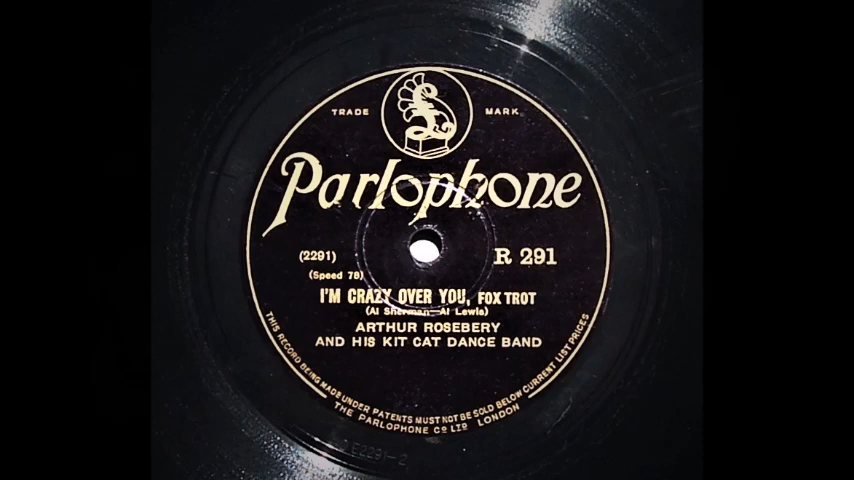 TRADE MARK
Parlophone
(2291) R 291
(Speed 78)
I'M CRAZY OVER YOU, FOX TROT
(Al Sherman—Al Lewis)
ARTHUR ROSEBERY
AND HIS KIT CAT DANCE BAND
THIS RECORD BEING MADE UNDER PATENTS MUST NOT BE SOLD BELOW CURRENT LIST PRICES
THE PARLOPHONE CO LTD LONDON
E2291-2